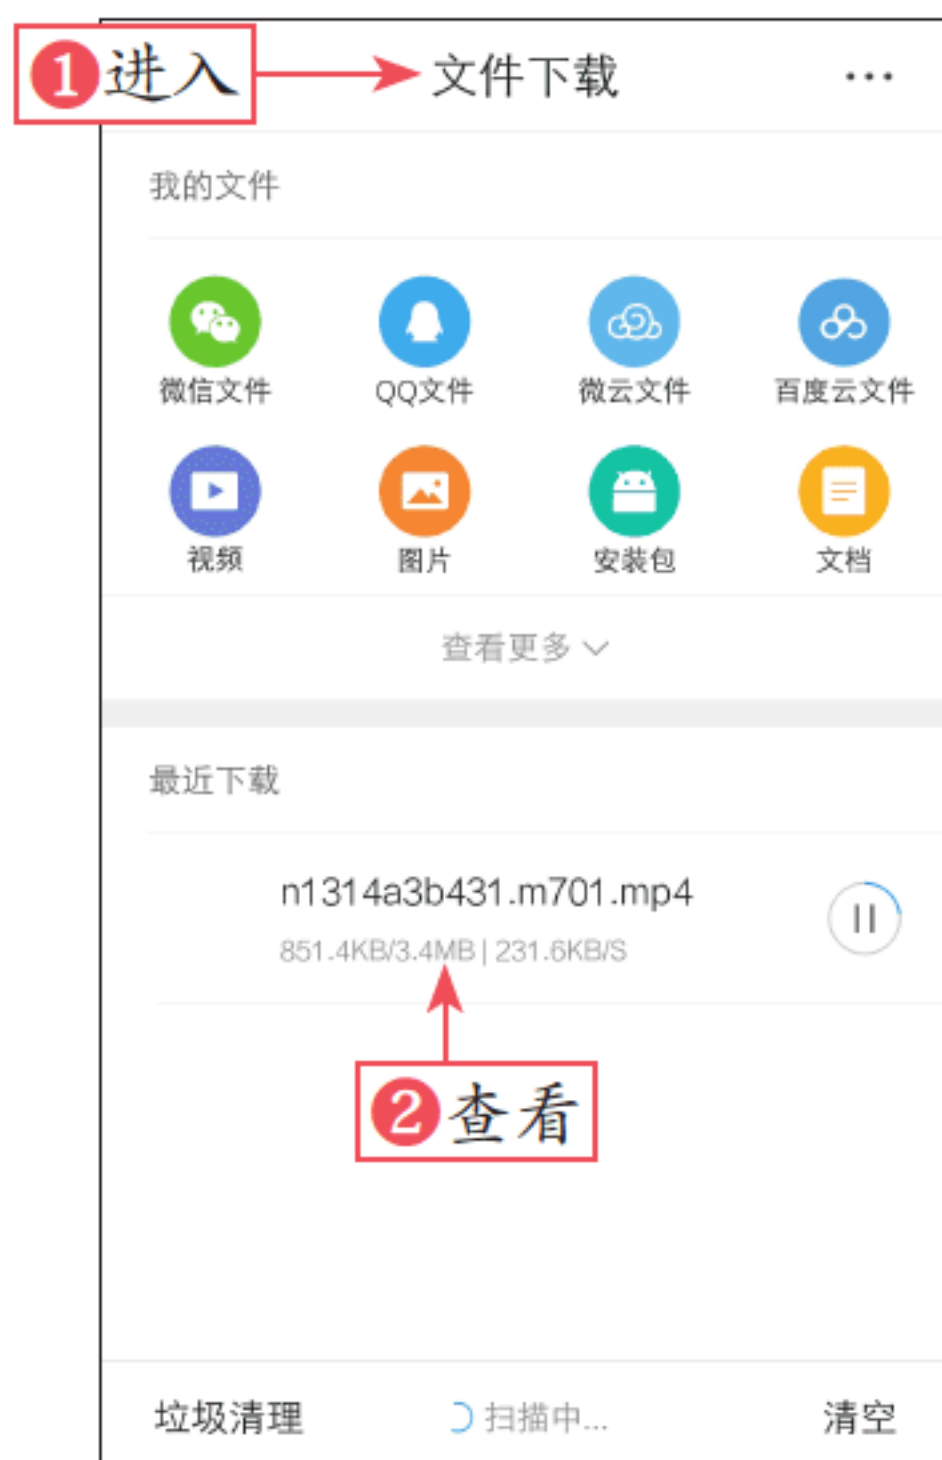 ❶进入 文件下载 ...
我的文件
微信文件 QQ文件 微云文件 百度云文件
视频 图片 安装包 文档
查看更多
最近下载
n1314a3b431.m701.mp4
851.4KB/3.4MB | 231.6KB/S
❷查看
垃圾清理 扫描中... 清空